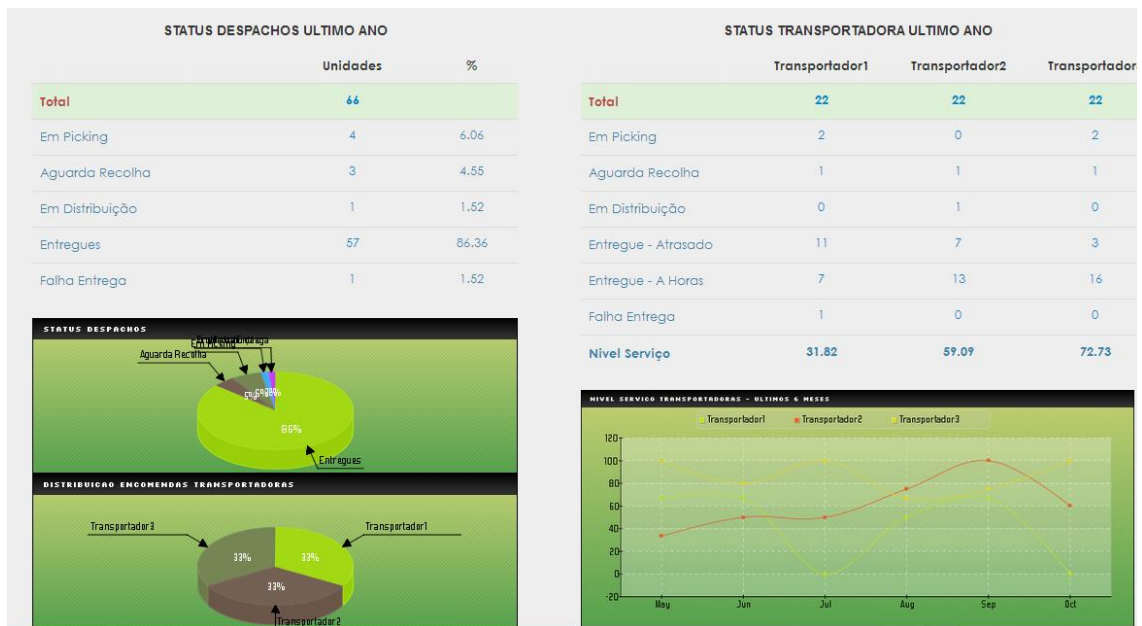 STATUS DESPACHOS ULTIMO ANO
Unidades %
Total 66
Em Picking 4 6.06
Aguarda Recolha 3 4.55
Em Distribuição 1 1.52
Entregues 57 86.36
Falha Entrega 1 1.52
STATUS DESPACHOS
Em Picking
Aguarda Recolha
5% 6%
86%
Entregues
DISTRIBUICAO ENCOMENDAS TRANSPORTADORAS
Transportador3 Transportador1
33% 33%
33%
Transportador2
STATUS TRANSPORTADORA ULTIMO ANO
Transportador1 Transportador2 Transportador
Total 22 22 22
Em Picking 2 0 2
Aguarda Recolha 1 1 1
Em Distribuição 0 1 0
Entregue - Atrasado 11 7 3
Entregue - A Horas 7 13 16
Falha Entrega 1 0 0
Nivel Serviço 31.82 59.09 72.73
NIVEL SERVICO TRANSPORTADORAS - ULTIMOS 6 MESES
Transportador1 Transportador2 Transportador3
120
100
80
60
40
20
0
-20
May Jun Jul Aug Sep Oct